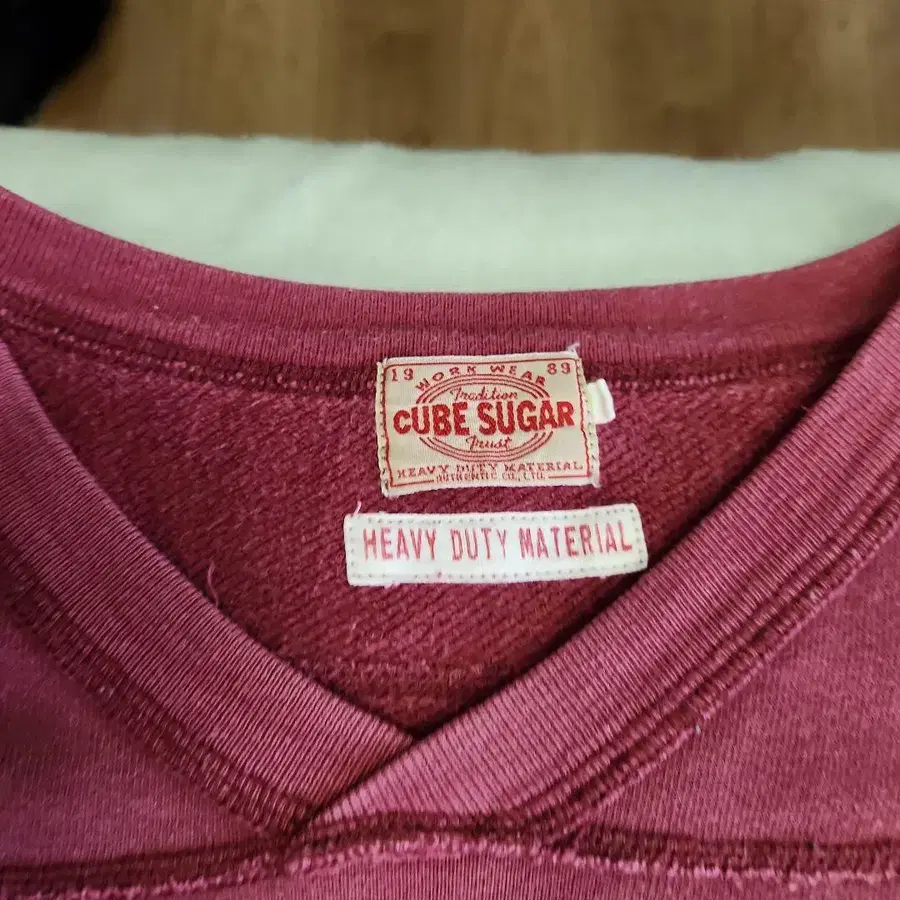 19 WORK WEAR 89
Tradition
CUBE SUGAR
Trust
HEAVY DUTY MATERIAL
AUTHENTIC CO., LTD.
HEAVY DUTY MATERIAL